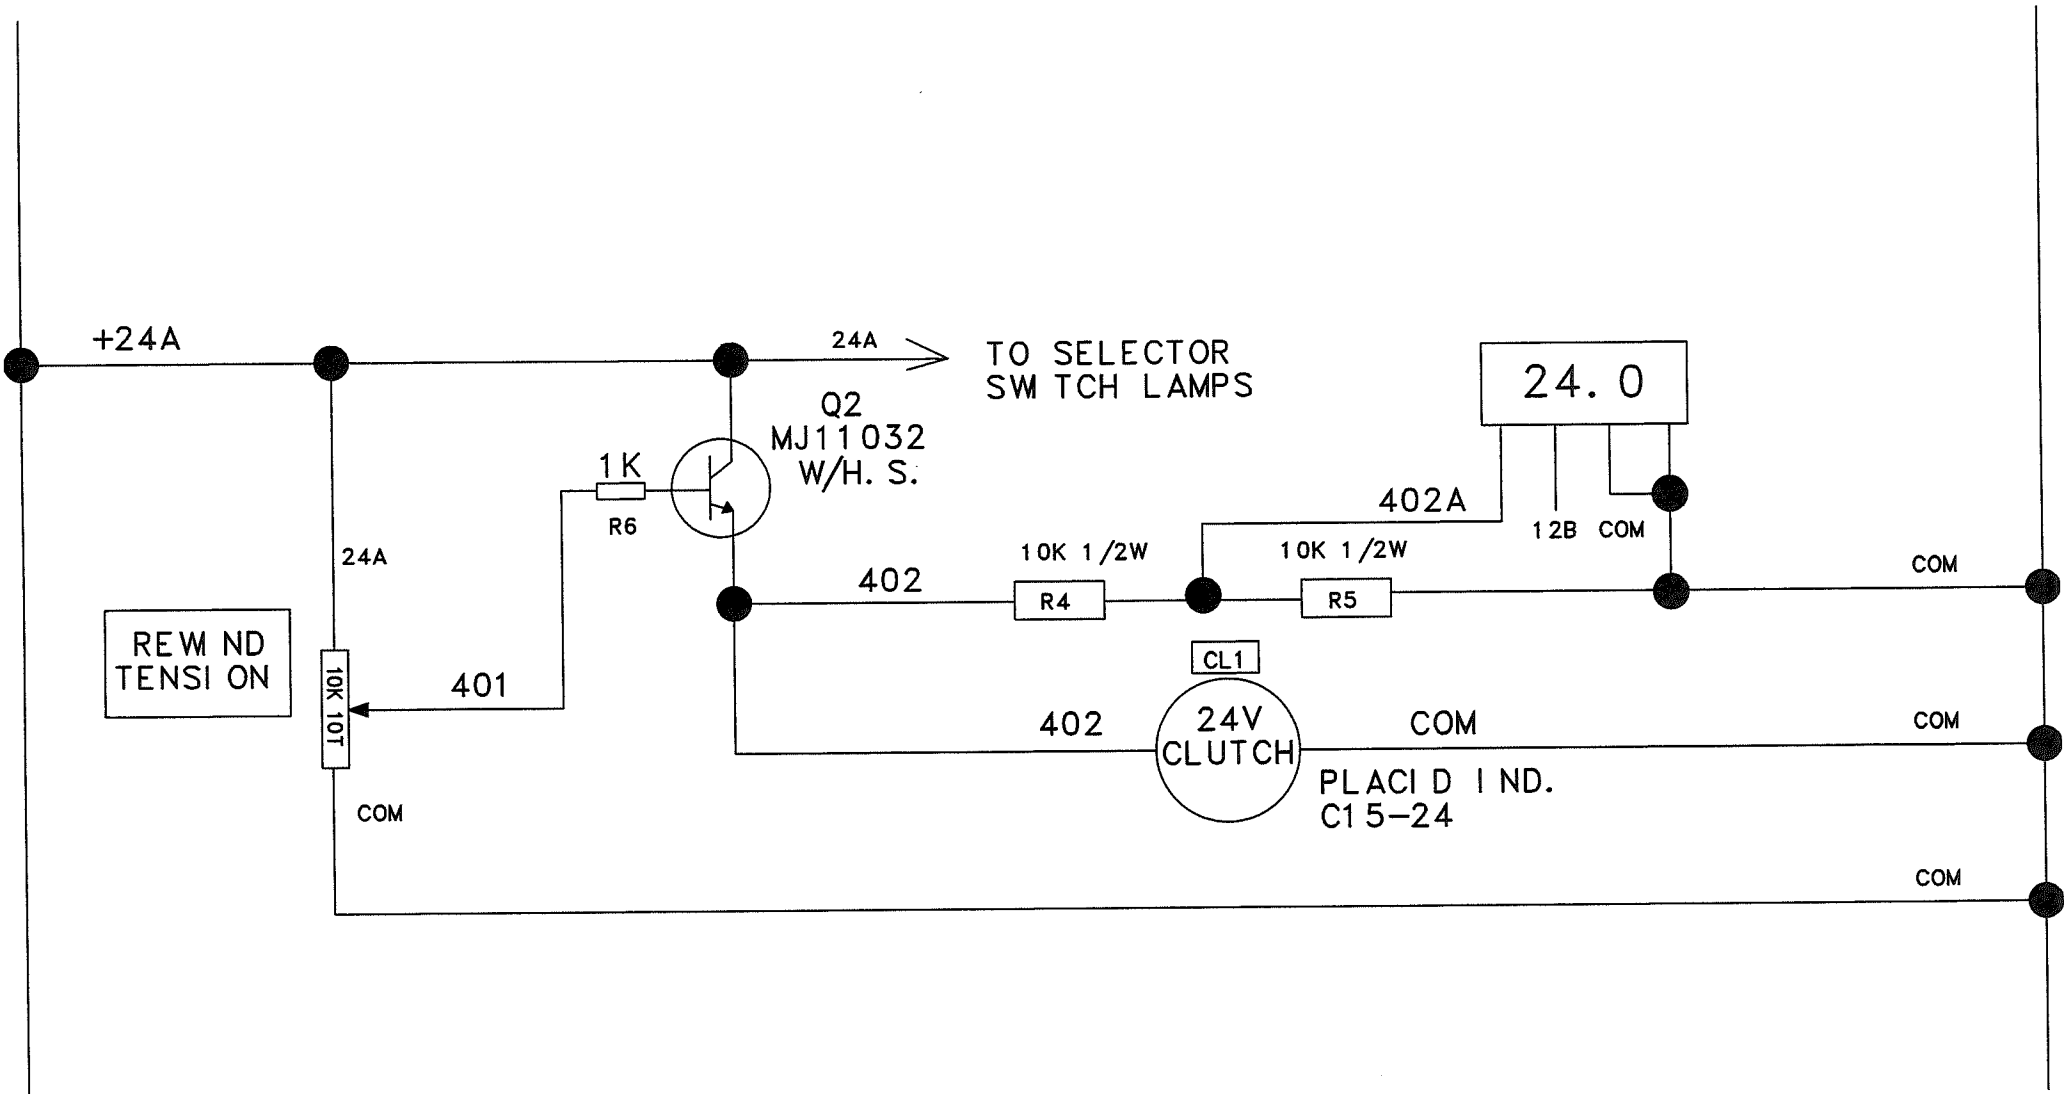 +24A
24A
TO SELECTOR
SW TCH LAMPS
24. 0
Q2
MJ11032
W/H. S.
1K
R6
402A
12B
COM
24A
10K 1/2W
10K 1/2W
COM
402
R4
R5
REW ND
TENSI ON
10K 10T
401
CL1
402
24V
CLUTCH
COM
COM
PLACI D I ND.
C15-24
COM
COM